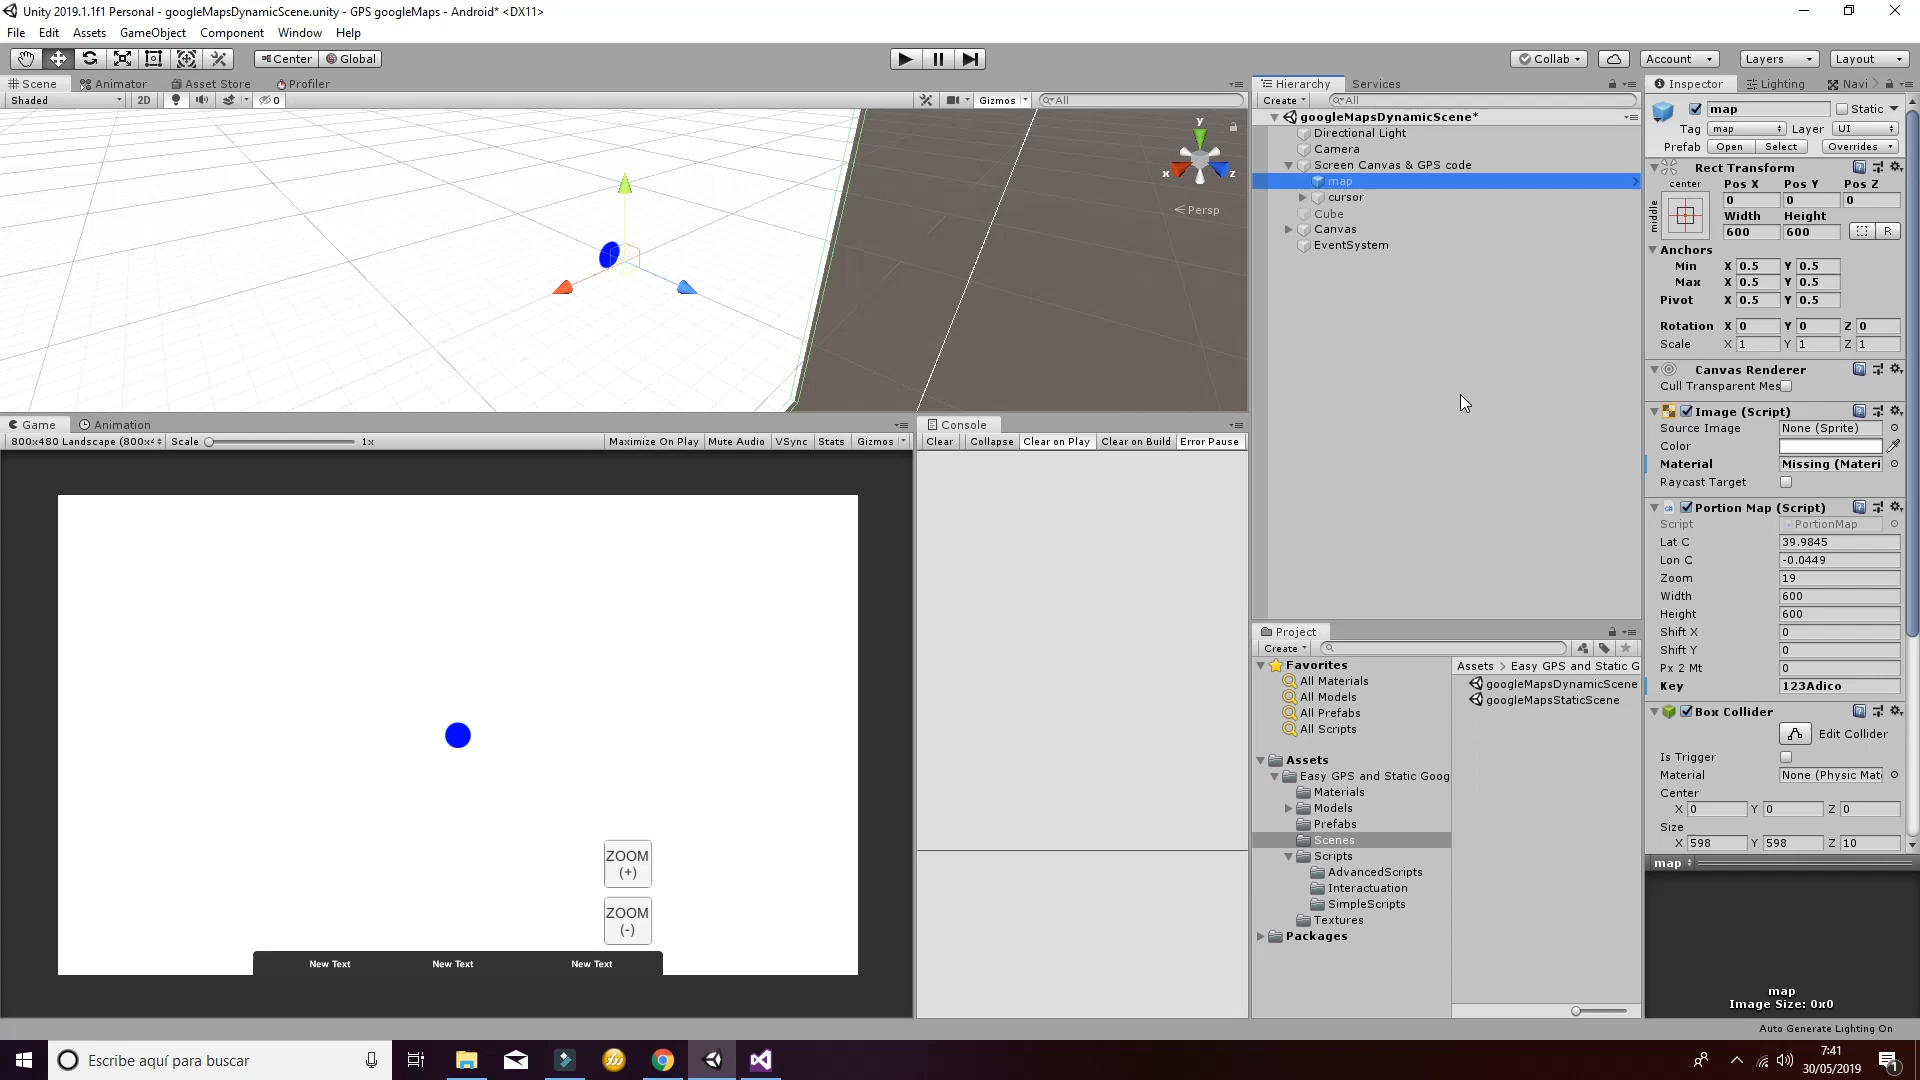 Unity 2019.1.1f1 Personal - googleMapsDynamicScene.unity - GPS googleMaps - Android* <DX11>
File Edit Assets GameObject Component Window Help
Center Global
Collab Account Layers Layout
Scene Animator Asset Store Profiler
Shaded 2D 0 Gizmos All
y
x
z
Persp
Game Animation
800x480 Landscape (800x4 Scale 1x Maximize On Play Mute Audio VSync Stats Gizmos
ZOOM
(+)
ZOOM
(-)
New Text New Text New Text
Console
Clear Collapse Clear on Play Clear on Build Error Pause
Hierarchy Services
Create All
googleMapsDynamicScene*
Directional Light
Camera
Screen Canvas & GPS code
map
cursor
Cube
Canvas
EventSystem
Project
Create
Favorites
All Materials
All Models
All Prefabs
All Scripts
Assets
Easy GPS and Static Goog
Materials
Models
Prefabs
Scenes
Scripts
AdvancedScripts
Interactuation
SimpleScripts
Textures
Packages
Assets > Easy GPS and Static G
googleMapsDynamicScene
googleMapsStaticScene
Inspector Lighting Navi
map Static
Tag map Layer UI
Prefab Open Select Overrides
Rect Transform
center Pos X Pos Y Pos Z
middle 0 0 0
Width Height
600 600 R
Anchors
Min X 0.5 Y 0.5
Max X 0.5 Y 0.5
Pivot X 0.5 Y 0.5
Rotation X 0 Y 0 Z 0
Scale X 1 Y 1 Z 1
Canvas Renderer
Cull Transparent Mes
Image (Script)
Source Image None (Sprite)
Color
Material Missing (Materi
Raycast Target
Portion Map (Script)
Script PortionMap
Lat C 39.9845
Lon C -0.0449
Zoom 19
Width 600
Height 600
Shift X 0
Shift Y 0
Px 2 Mt 0
Key 123Adico
Box Collider
Edit Collider
Is Trigger
Material None (Physic Mate
Center
X 0 Y 0 Z 0
Size
X 598 Y 598 Z 10
map
map
Image Size: 0x0
Auto Generate Lighting On
Escribe aquí para buscar
7:41
30/05/2019
1